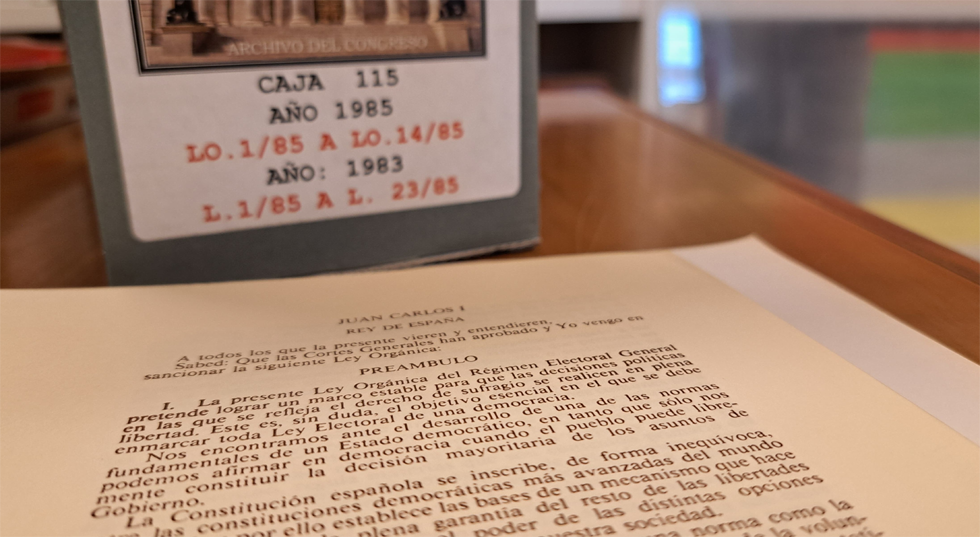 ARCHIVO DEL CONGRESO
CAJA 115
AÑO 1985
LO.1/85 A LO.14/85
AÑO: 1983
L.1/85 A L. 23/85
JUAN CARLOS I
REY DE ESPAÑA
A todos los que la presente vieren y entendieren,
Sabed: Que las Cortes Generales han aprobado y Yo vengo en
sancionar la siguiente Ley Orgánica:
PREAMBULO
I. La presente Ley Orgánica del Régimen Electoral General
pretende lograr un marco estable para que las decisiones políticas
en las que se refleja el derecho de sufragio se realicen en plena
libertad. Este es, sin duda, el objetivo esencial en el que se debe
enmarcar toda Ley Electoral de una democracia.
Nos encontramos ante el desarrollo de una de las normas
fundamentales de un Estado democrático, en tanto que sólo nos
podemos afirmar en democracia cuando el pueblo puede libre-
mente constituir la decisión mayoritaria de los asuntos de
Gobierno.
La Constitución española se inscribe, de forma inequívoca,
las constituciones democráticas más avanzadas del mundo
por ello establece las bases de un mecanismo que hace
plena garantía del resto de las libertades
el poder de las distintas opciones
nuestra sociedad.
una norma como la
de la volun-